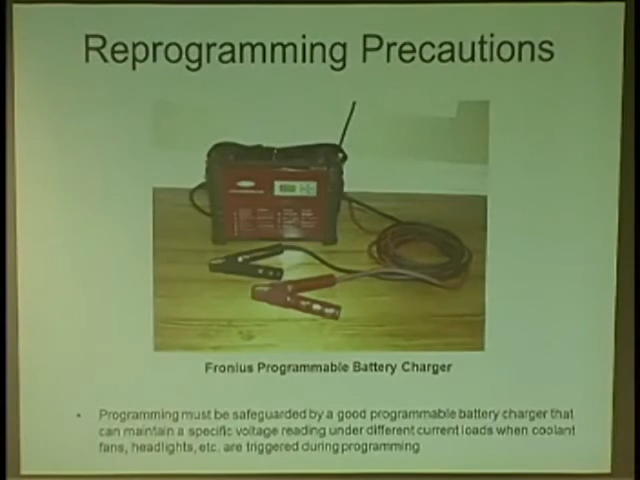 Reprogramming Precautions
Fronius Programmable Battery Charger
• Programming must be safeguarded by a good programmable battery charger that
can maintain a specific voltage reading under different current loads when coolant
fans, headlights, etc. are triggered during programming